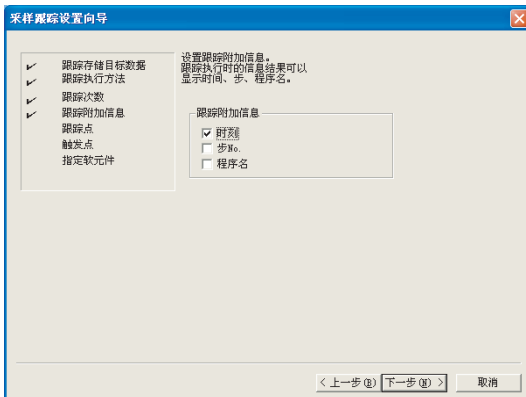 采样跟踪设置向导
跟踪存储目标数据
跟踪执行方法
跟踪次数
跟踪附加信息
跟踪点
触发点
指定软元件
设置跟踪附加信息。
跟踪执行时的信息结果可以
显示时间、步、程序名。
跟踪附加信息
时刻
步No.
程序名
< 上一步(B)
下一步(N) >
取消